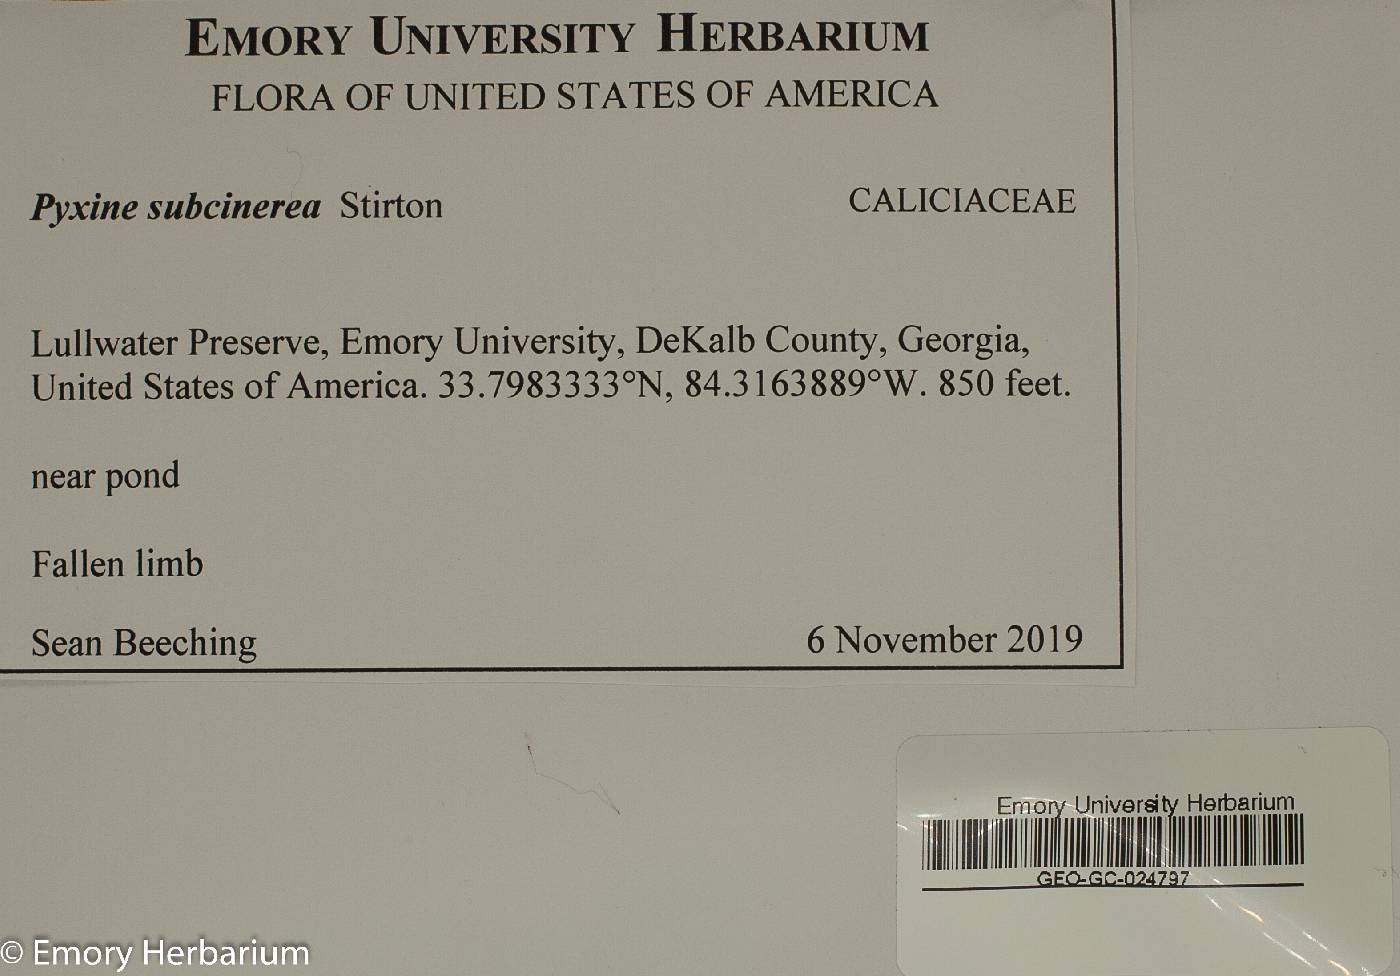 EMORY UNIVERSITY HERBARIUM
FLORA OF UNITED STATES OF AMERICA
Pyxine subcinerea Stirton CALICIACEAE
Lullwater Preserve, Emory University, DeKalb County, Georgia,
United States of America. 33.7983333°N, 84.3163889°W. 850 feet.
near pond
Fallen limb
Sean Beeching 6 November 2019
Emory University Herbarium
GEO-GC-024797
© Emory Herbarium